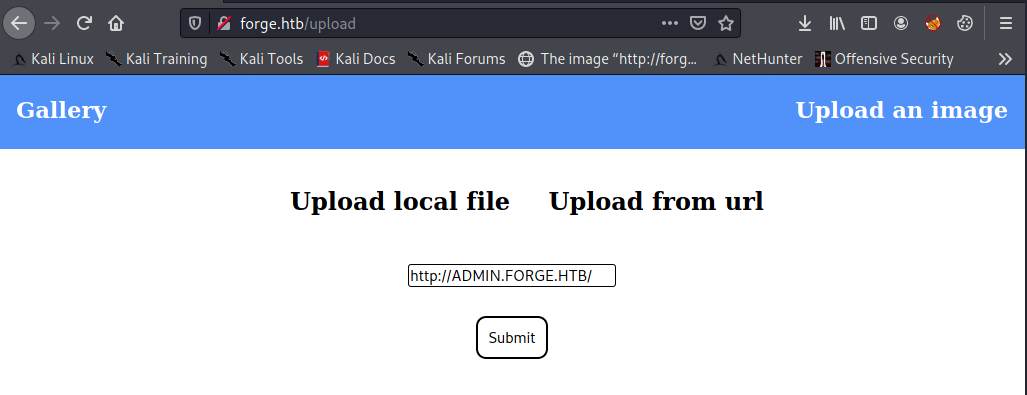 forge.htb/upload
Kali Linux Kali Training Kali Tools Kali Docs Kali Forums The image “http://forg... NetHunter Offensive Security
Gallery Upload an image
Upload local file Upload from url
http://ADMIN.FORGE.HTB/
Submit